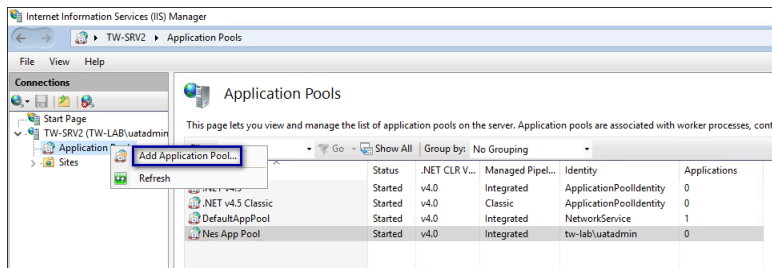 Internet Information Services (IIS) Manager
TW-SRV2 Application Pools
File View Help
Connections
Start Page
TW-SRV2 (TW-LAB\uatadmin
Application
Sites
Add Application Pool...
Refresh
Application Pools
This page lets you view and manage the list of application pools on the server. Application pools are associated with worker processes, cont
Go Show All Group by: No Grouping
Status .NET CLR V... Managed Pipel... Identity Applications
.NET v4.5 Started v4.0 Integrated ApplicationPoolIdentity 0
.NET v4.5 Classic Started v4.0 Classic ApplicationPoolIdentity 0
DefaultAppPool Started v4.0 Integrated NetworkService 1
Nes App Pool Started v4.0 Integrated tw-lab\uatadmin 0